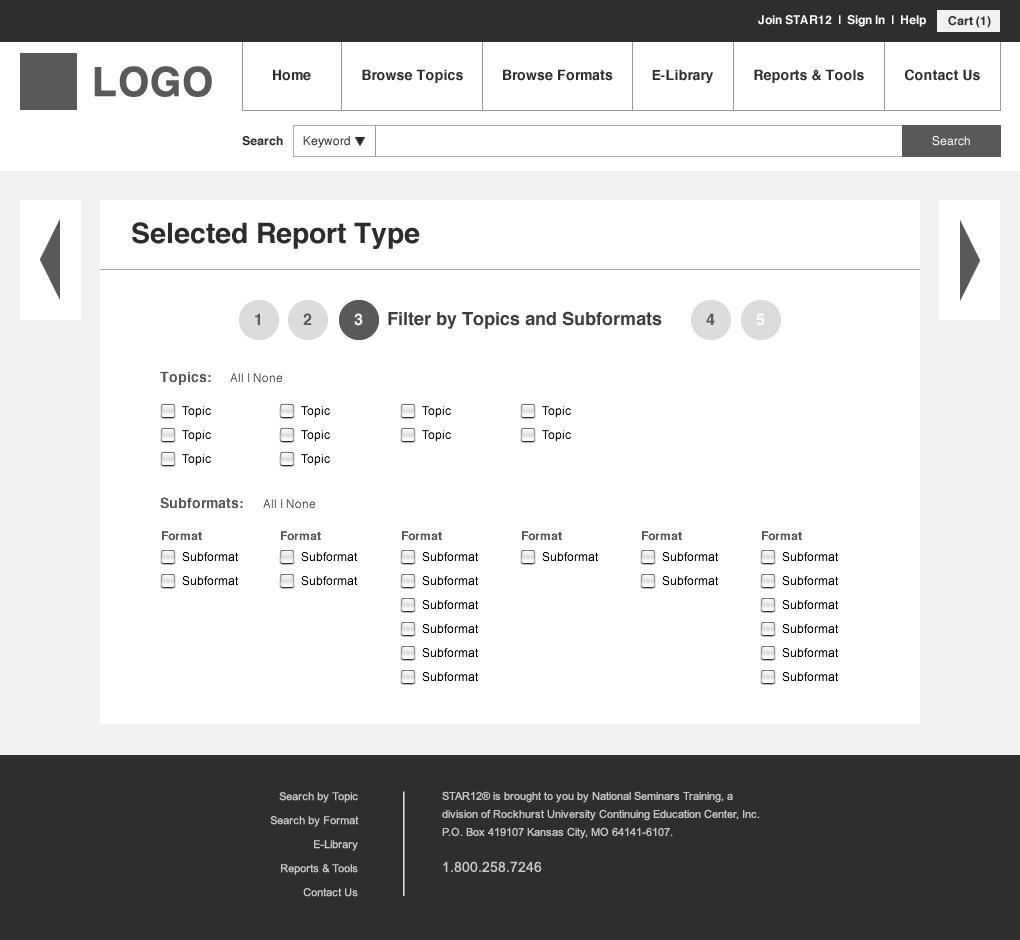 Join STAR12 | Sign In | Help Cart (1)
LOGO
Home Browse Topics Browse Formats E-Library Reports & Tools Contact Us
Search Keyword Search
Selected Report Type
1 2 3 Filter by Topics and Subformats 4 5
Topics: All | None
Topic Topic Topic Topic
Topic Topic Topic Topic
Topic Topic
Subformats: All | None
Format Format Format Format Format Format
Subformat Subformat Subformat Subformat Subformat Subformat
Subformat Subformat Subformat Subformat Subformat
Subformat Subformat
Subformat Subformat
Subformat Subformat
Subformat Subformat
Search by Topic
Search by Format
E-Library
Reports & Tools
Contact Us
STAR12® is brought to you by National Seminars Training, a
division of Rockhurst University Continuing Education Center, Inc.
P.O. Box 419107 Kansas City, MO 64141-6107.
1.800.258.7246